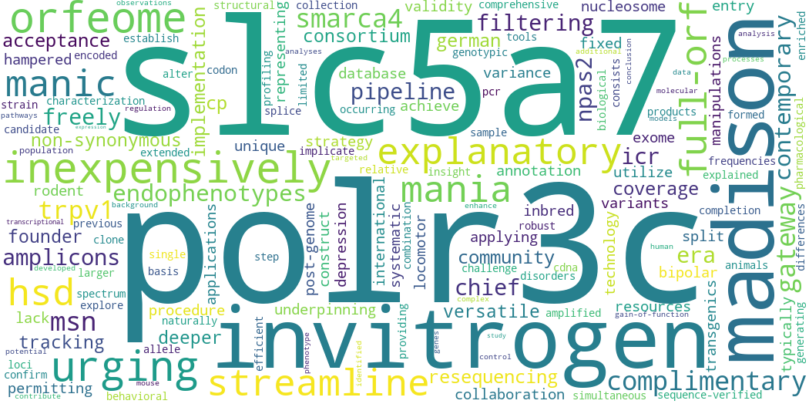 slc5a7
polr3c
invitrogen
madison
orfeome
manic
inexpensively
explanatory
urging
streamline
complimentary
full-orf
gateway
contemporary
mania
hsd
msn
trpv1
icr
era
chief
npas2
smarca4
filtering
pipeline
endophenotypes
freely
amplicons
founder
tracking
acceptance
hampered
encoded
establish
observations
structural
collection
comprehensive
validity
nucleosome
entry
analysis
enriched
consortium
german
tools
genotypic
additional
fixed
representing
profiling
limited
analyses
database
variance
pcr
achieve
occurring
biological
consists
products
manipulations
data
processes
molecular
models
conclusion
formed
frequencies
pharmacological
implementation
cp
alter
codon
regulation
splice
strain
characterization
pathways
candidate
expression
non-synonymous
extended
population
unique
strategy
sample
exome
implicate
targeted
relative
insight
annotation
utilize
coverage
variants
rodent
transcriptional
background
previous
clone
larger
spectrum
explore
lack
procedure
single
basis
developed
applications
step
post-genome
construct
depression
international
systematic
combination
locomotor
inbred
robust
enhance
applying
community
challenge
cdna
disorders
technology
human
split
bipolar
completion
explained
animals
differences
generating
typically
transgenics
resources
versatile
underpinning
deeper
naturally
efficient
providing
amplified
gain-of-function
complex
study
control
genes
identified
phenotype
resequencing
collaboration
simultaneous
sequence-verified
permitting
allele
loci
confirm
potential
mouse
contribute
behavioral